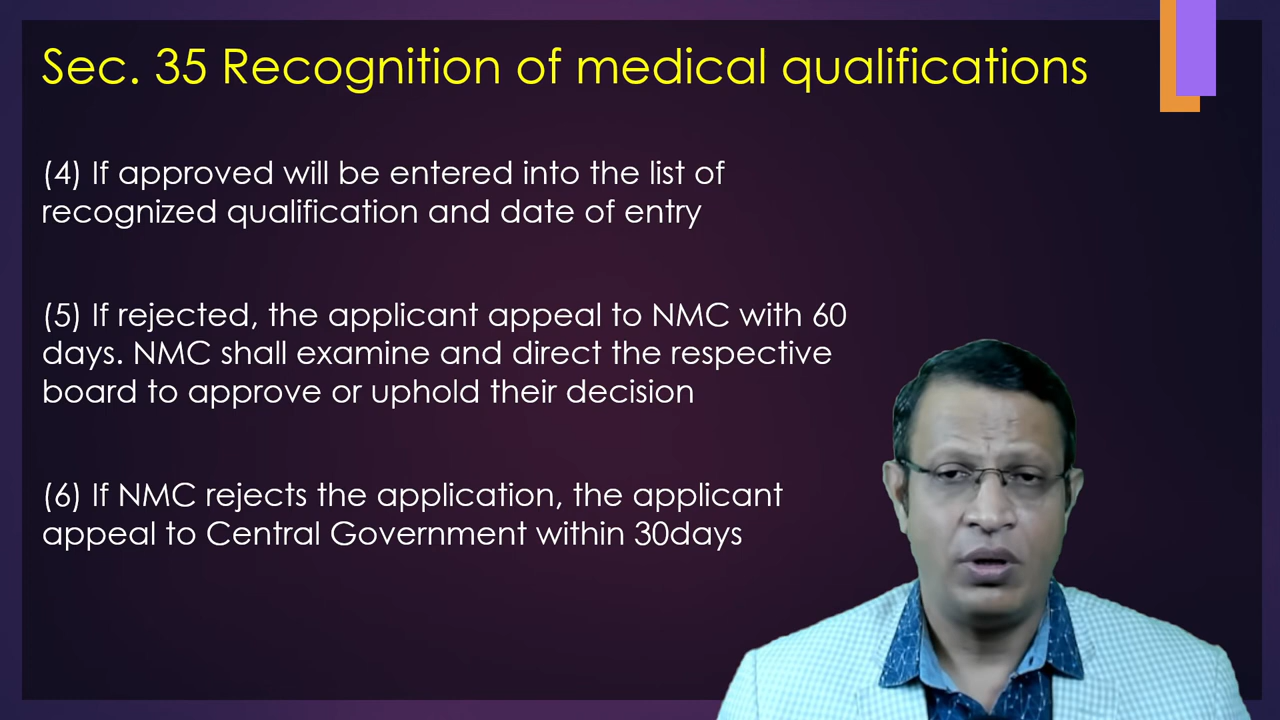 Sec. 35 Recognition of medical qualifications
(4) If approved will be entered into the list of
recognized qualification and date of entry
(5) If rejected, the applicant appeal to NMC with 60
days. NMC shall examine and direct the respective
board to approve or uphold their decision
(6) If NMC rejects the application, the applicant
appeal to Central Government within 30days